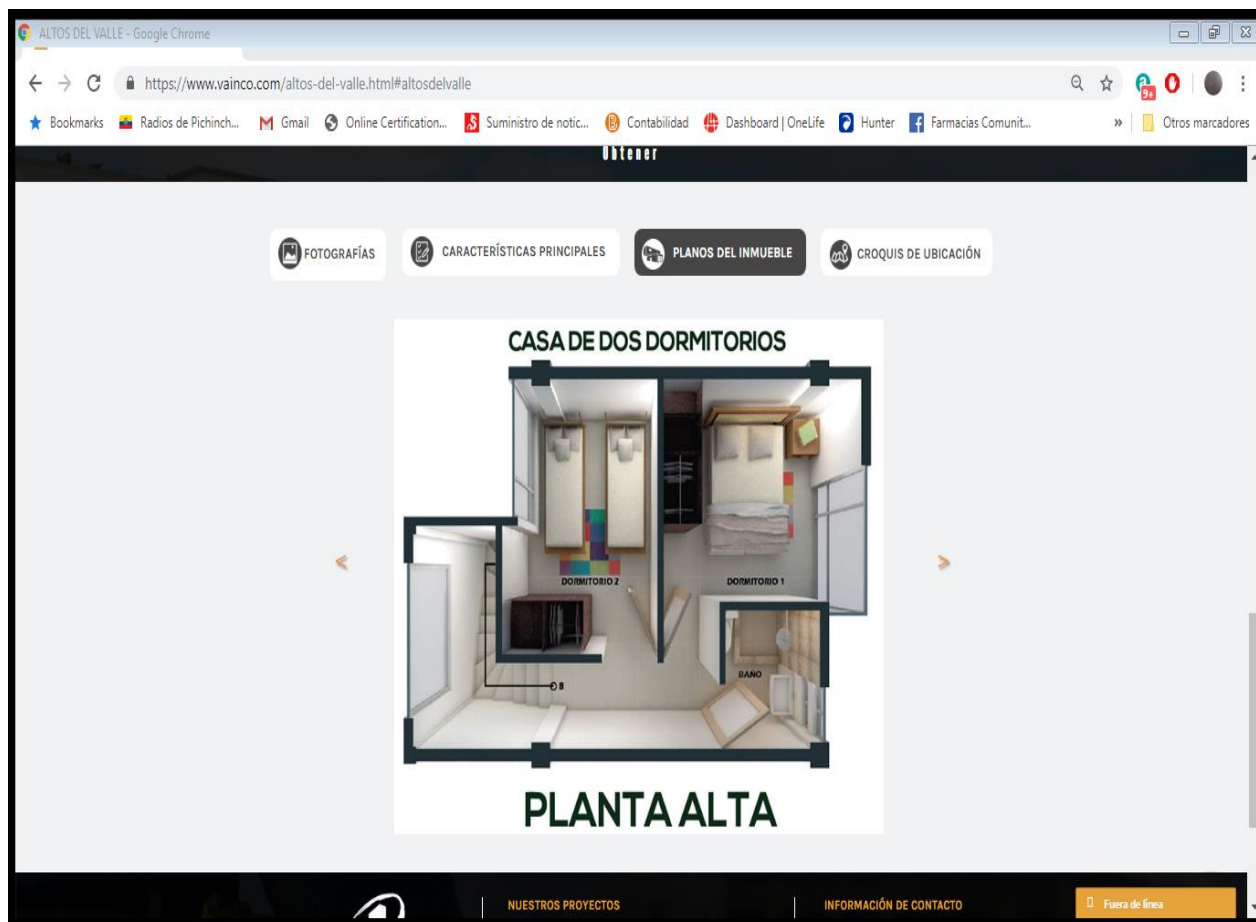 ALTOS DEL VALLE - Google Chrome
https://www.vainco.com/altos-del-valle.html#altosdelvalle
9+
Bookmarks Radios de Pichinch... Gmail Online Certification... Suministro de notic... Contabilidad Dashboard | OneLife Hunter Farmacias Comunit... » Otros marcadores
Obtener
FOTOGRAFÍAS CARACTERÍSTICAS PRINCIPALES PLANOS DEL INMUEBLE CROQUIS DE UBICACIÓN
CASA DE DOS DORMITORIOS
< >
DORMITORIO 2 DORMITORIO 1
BAÑO
B
PLANTA ALTA
NUESTROS PROYECTOS INFORMACIÓN DE CONTACTO Fuera de línea